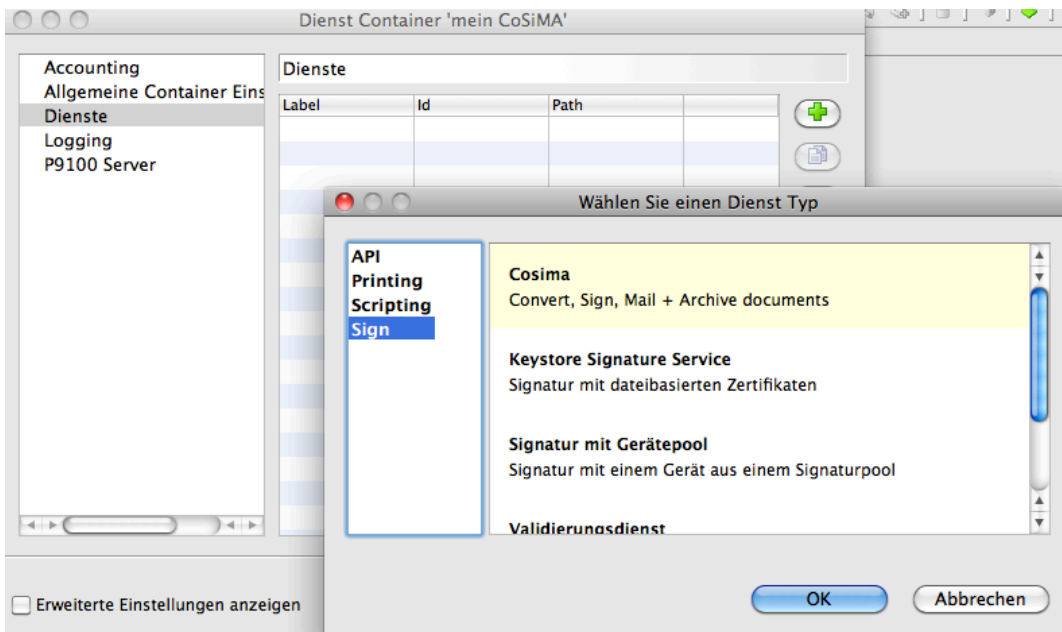 Dienst Container 'mein CoSiMA'
Accounting
Allgemeine Container Eins
Dienste
Logging
P9100 Server
Dienste
Label Id Path
Wählen Sie einen Dienst Typ
API
Printing
Scripting
Sign
Cosima
Convert, Sign, Mail + Archive documents
Keystore Signature Service
Signatur mit dateibasierten Zertifikaten
Signatur mit Gerätepool
Signatur mit einem Gerät aus einem Signaturpool
Validierungsdienst
Erweiterte Einstellungen anzeigen
OK Abbrechen